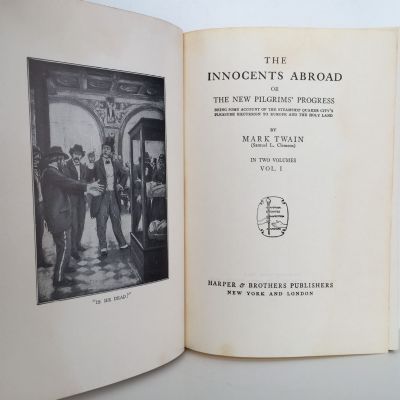 "IS HE DEAD?"
THE
INNOCENTS ABROAD
OR
THE NEW PILGRIMS' PROGRESS
BEING SOME ACCOUNT OF THE STEAMSHIP QUAKER CITY'S
PLEASURE EXCURSION TO EUROPE AND THE HOLY LAND
BY
MARK TWAIN
(Samuel L. Clemens)
IN TWO VOLUMES
VOL. I
HARPER & BROTHERS PUBLISHERS
NEW YORK AND LONDON